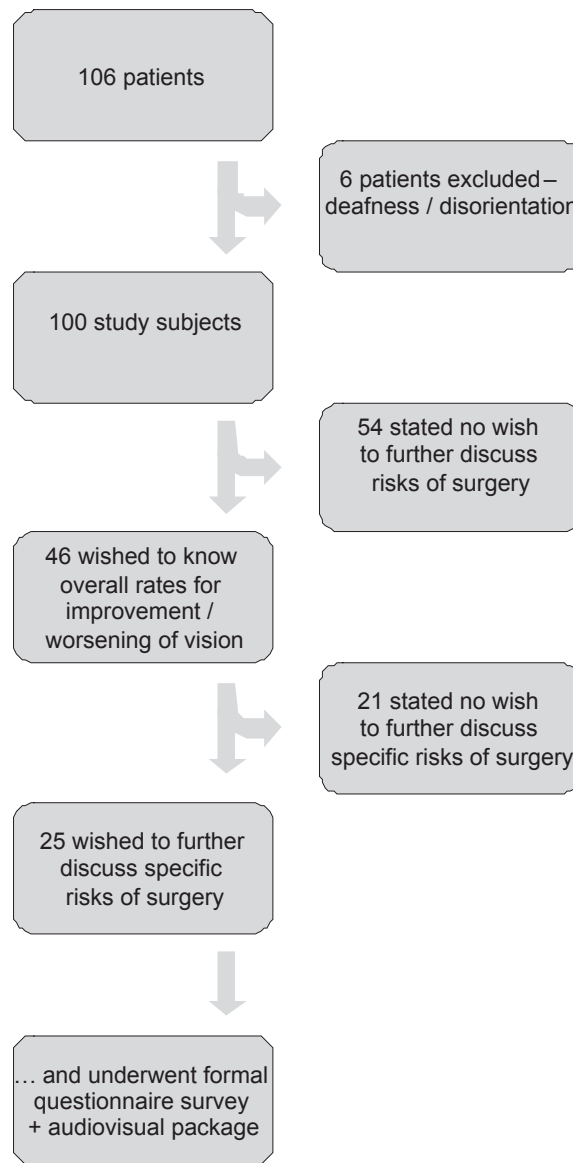 106 patients
6 patients excluded –
deafness / disorientation
100 study subjects
54 stated no wish
to further discuss
risks of surgery
46 wished to know
overall rates for
improvement /
worsening of vision
21 stated no wish
to further discuss
specific risks of surgery
25 wished to further
discuss specific
risks of surgery
… and underwent formal
questionnaire survey
+ audiovisual package